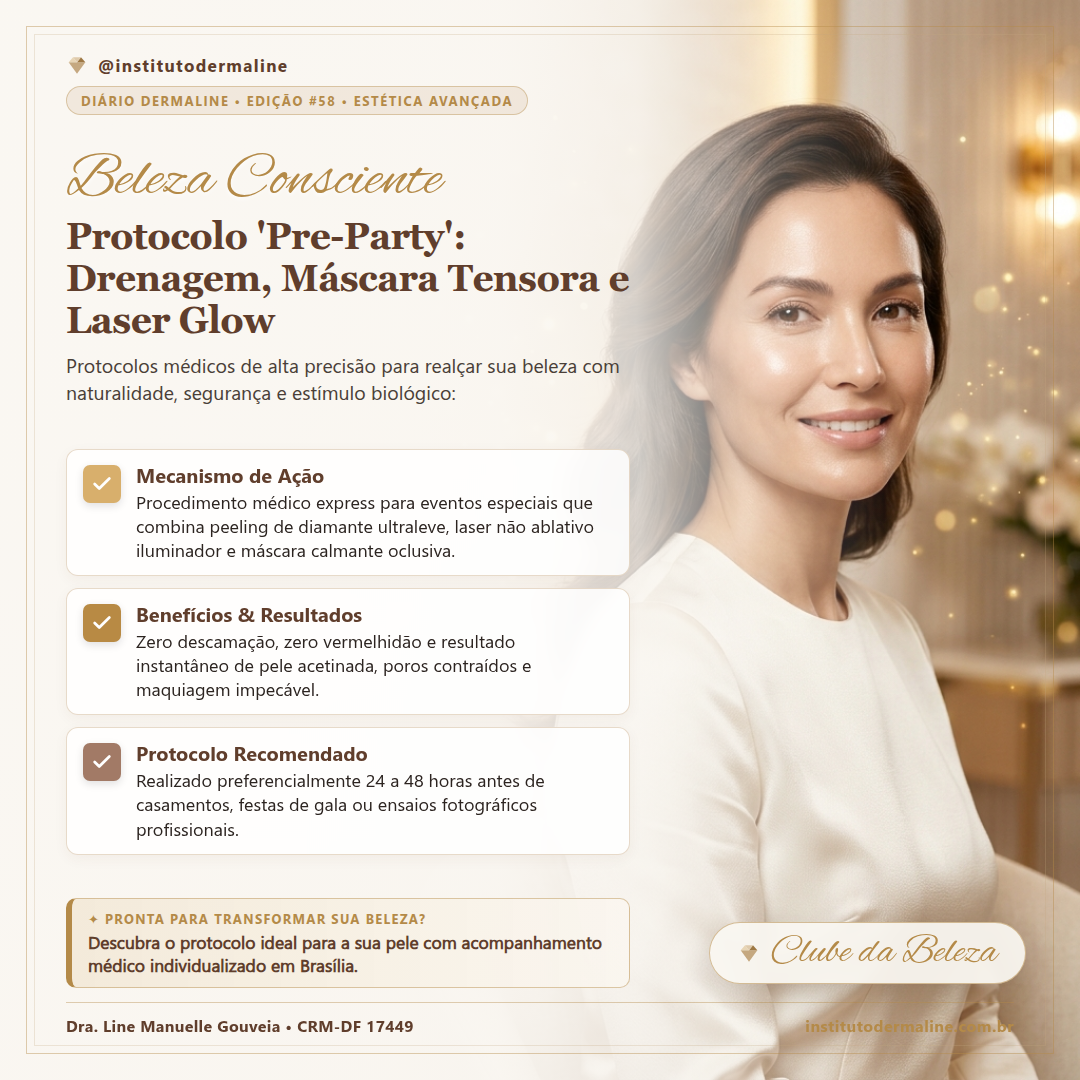 @institutodermaline
DIÁRIO DERMALINE • EDIÇÃO #58 • ESTÉTICA AVANÇADA
Beleza Consciente
Protocolo 'Pre-Party':
Drenagem, Máscara Tensora e
Laser Glow
Protocolos médicos de alta precisão para realçar sua beleza com
naturalidade, segurança e estímulo biológico:
Mecanismo de Ação
Procedimento médico express para eventos especiais que
combina peeling de diamante ultraleve, laser não ablativo
iluminador e máscara calmante oclusiva.
Benefícios & Resultados
Zero descamação, zero vermelhidão e resultado
instantâneo de pele acetinada, poros contraídos e
maquiagem impecável.
Protocolo Recomendado
Realizado preferencialmente 24 a 48 horas antes de
casamentos, festas de gala ou ensaios fotográficos
profissionais.
✦ PRONTA PARA TRANSFORMAR SUA BELEZA?
Descubra o protocolo ideal para a sua pele com acompanhamento
médico individualizado em Brasília.
Clube da Beleza
Dra. Line Manuelle Gouveia • CRM-DF 17449
institutodermaline.com.br